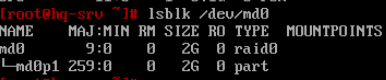 [root@hq-srv ~]# lsblk /dev/md0
NAME    MAJ:MIN RM SIZE RO TYPE  MOUNTPOINTS
md0       9:0    0   2G  0 raid0
└─md0p1 259:0    0   2G  0 part